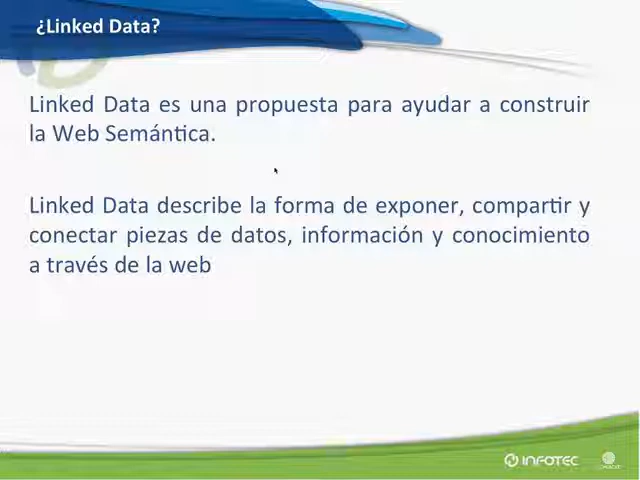 ¿Linked Data?
Linked Data es una propuesta para ayudar a construir
la Web Semántica.
Linked Data describe la forma de exponer, compartir y
conectar piezas de datos, información y conocimiento
a través de la web
INFOTEC